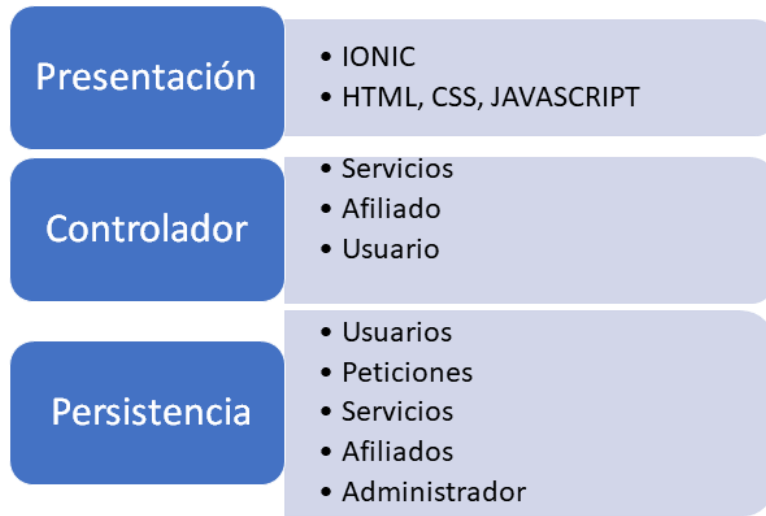 Presentación
• IONIC
• HTML, CSS, JAVASCRIPT
Controlador
• Servicios
• Afiliado
• Usuario
Persistencia
• Usuarios
• Peticiones
• Servicios
• Afiliados
• Administrador